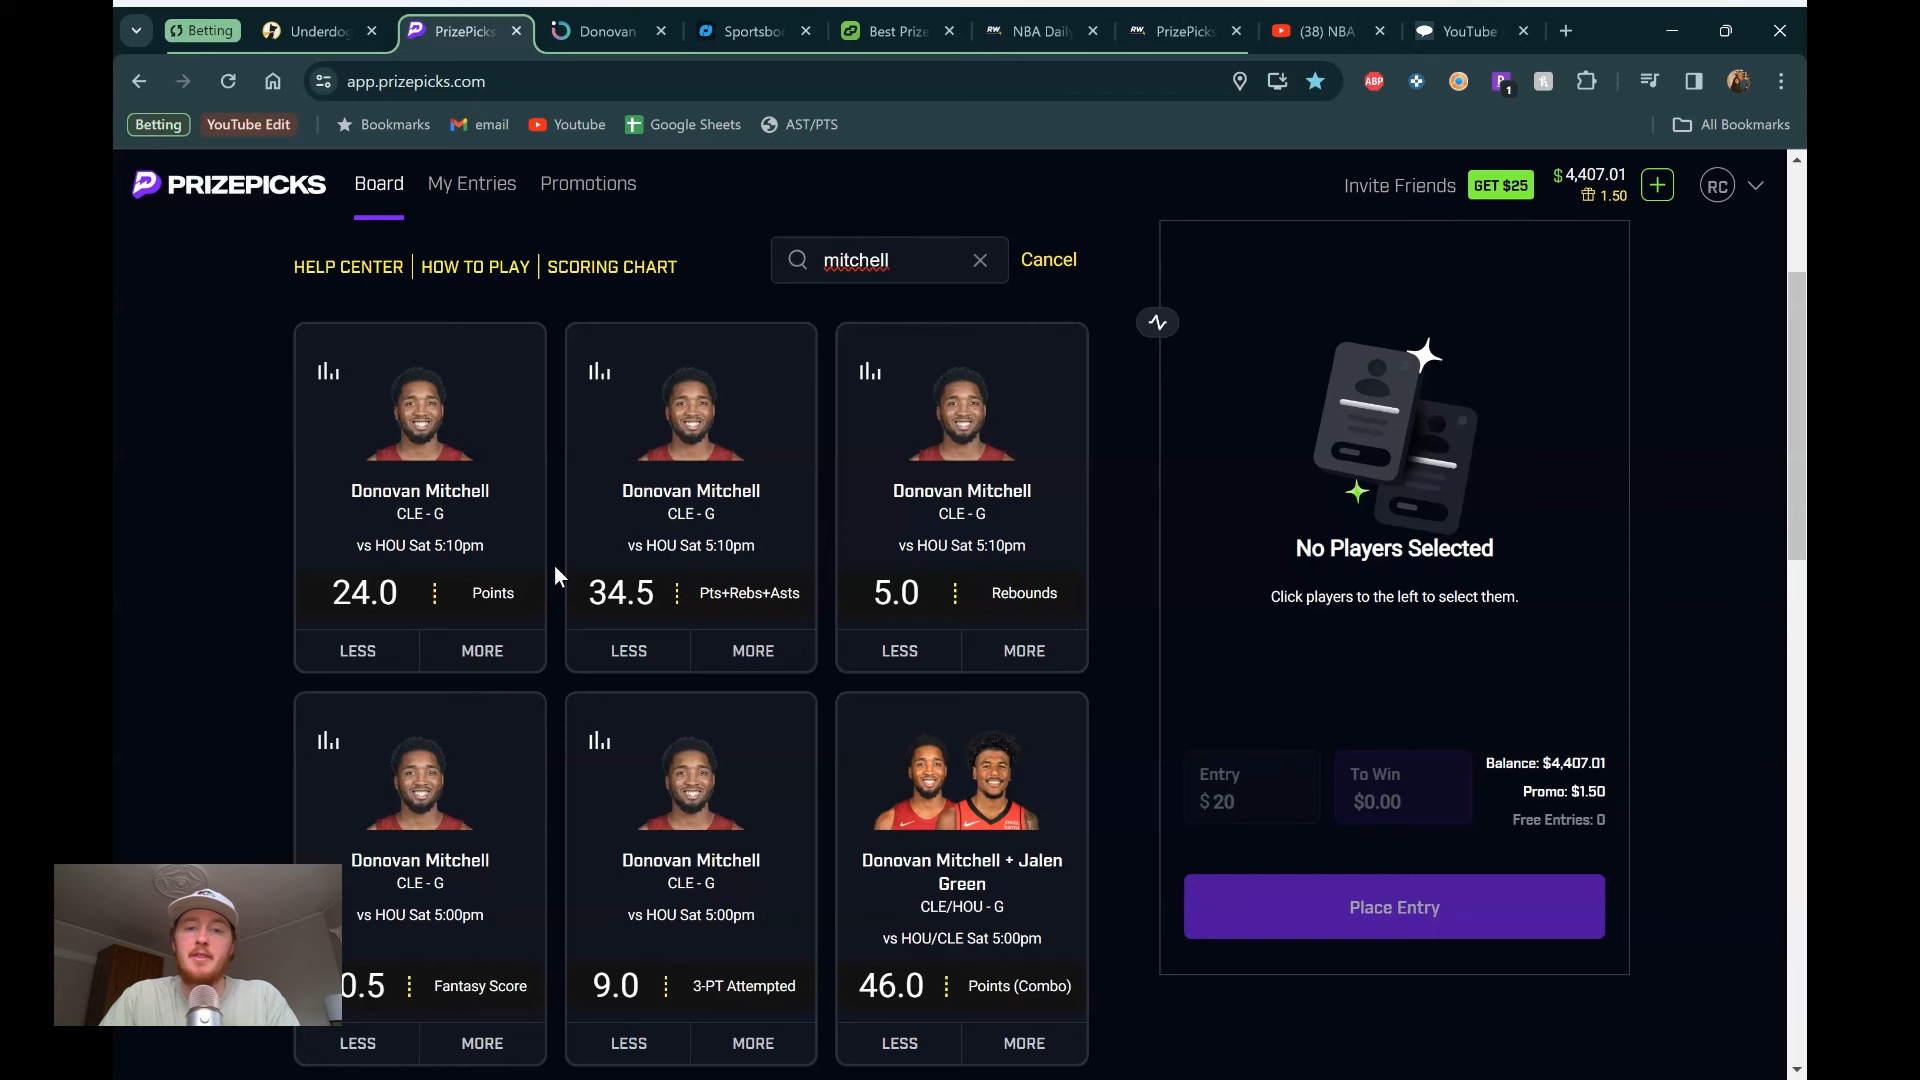 Betting
Underdog
PrizePicks
Donovan
Sportsbo
Best Prize
RW NBA Daily
RW PrizePicks
(38) NBA
YouTube
app.prizepicks.com
ABP
1
Betting
YouTube Edit
Bookmarks
email
Youtube
Google Sheets
AST/PTS
All Bookmarks
PRIZEPICKS
Board
My Entries
Promotions
Invite Friends
GET $25
$ 4,407.01
1.50
RC
HELP CENTER
HOW TO PLAY
SCORING CHART
mitchell
Cancel
Donovan Mitchell
CLE - G
vs HOU Sat 5:10pm
24.0 Points
LESS MORE
Donovan Mitchell
CLE - G
vs HOU Sat 5:10pm
34.5 Pts+Rebs+Asts
LESS MORE
Donovan Mitchell
CLE - G
vs HOU Sat 5:10pm
5.0 Rebounds
LESS MORE
Donovan Mitchell
CLE - G
vs HOU Sat 5:00pm
0.5 Fantasy Score
LESS MORE
Donovan Mitchell
CLE - G
vs HOU Sat 5:00pm
9.0 3-PT Attempted
LESS MORE
Donovan Mitchell + Jalen
Green
CLE/HOU - G
vs HOU/CLE Sat 5:00pm
46.0 Points (Combo)
LESS MORE
No Players Selected
Click players to the left to select them.
Entry
$ 20
To Win
$0.00
Balance: $4,407.01
Promo: $1.50
Free Entries: 0
Place Entry